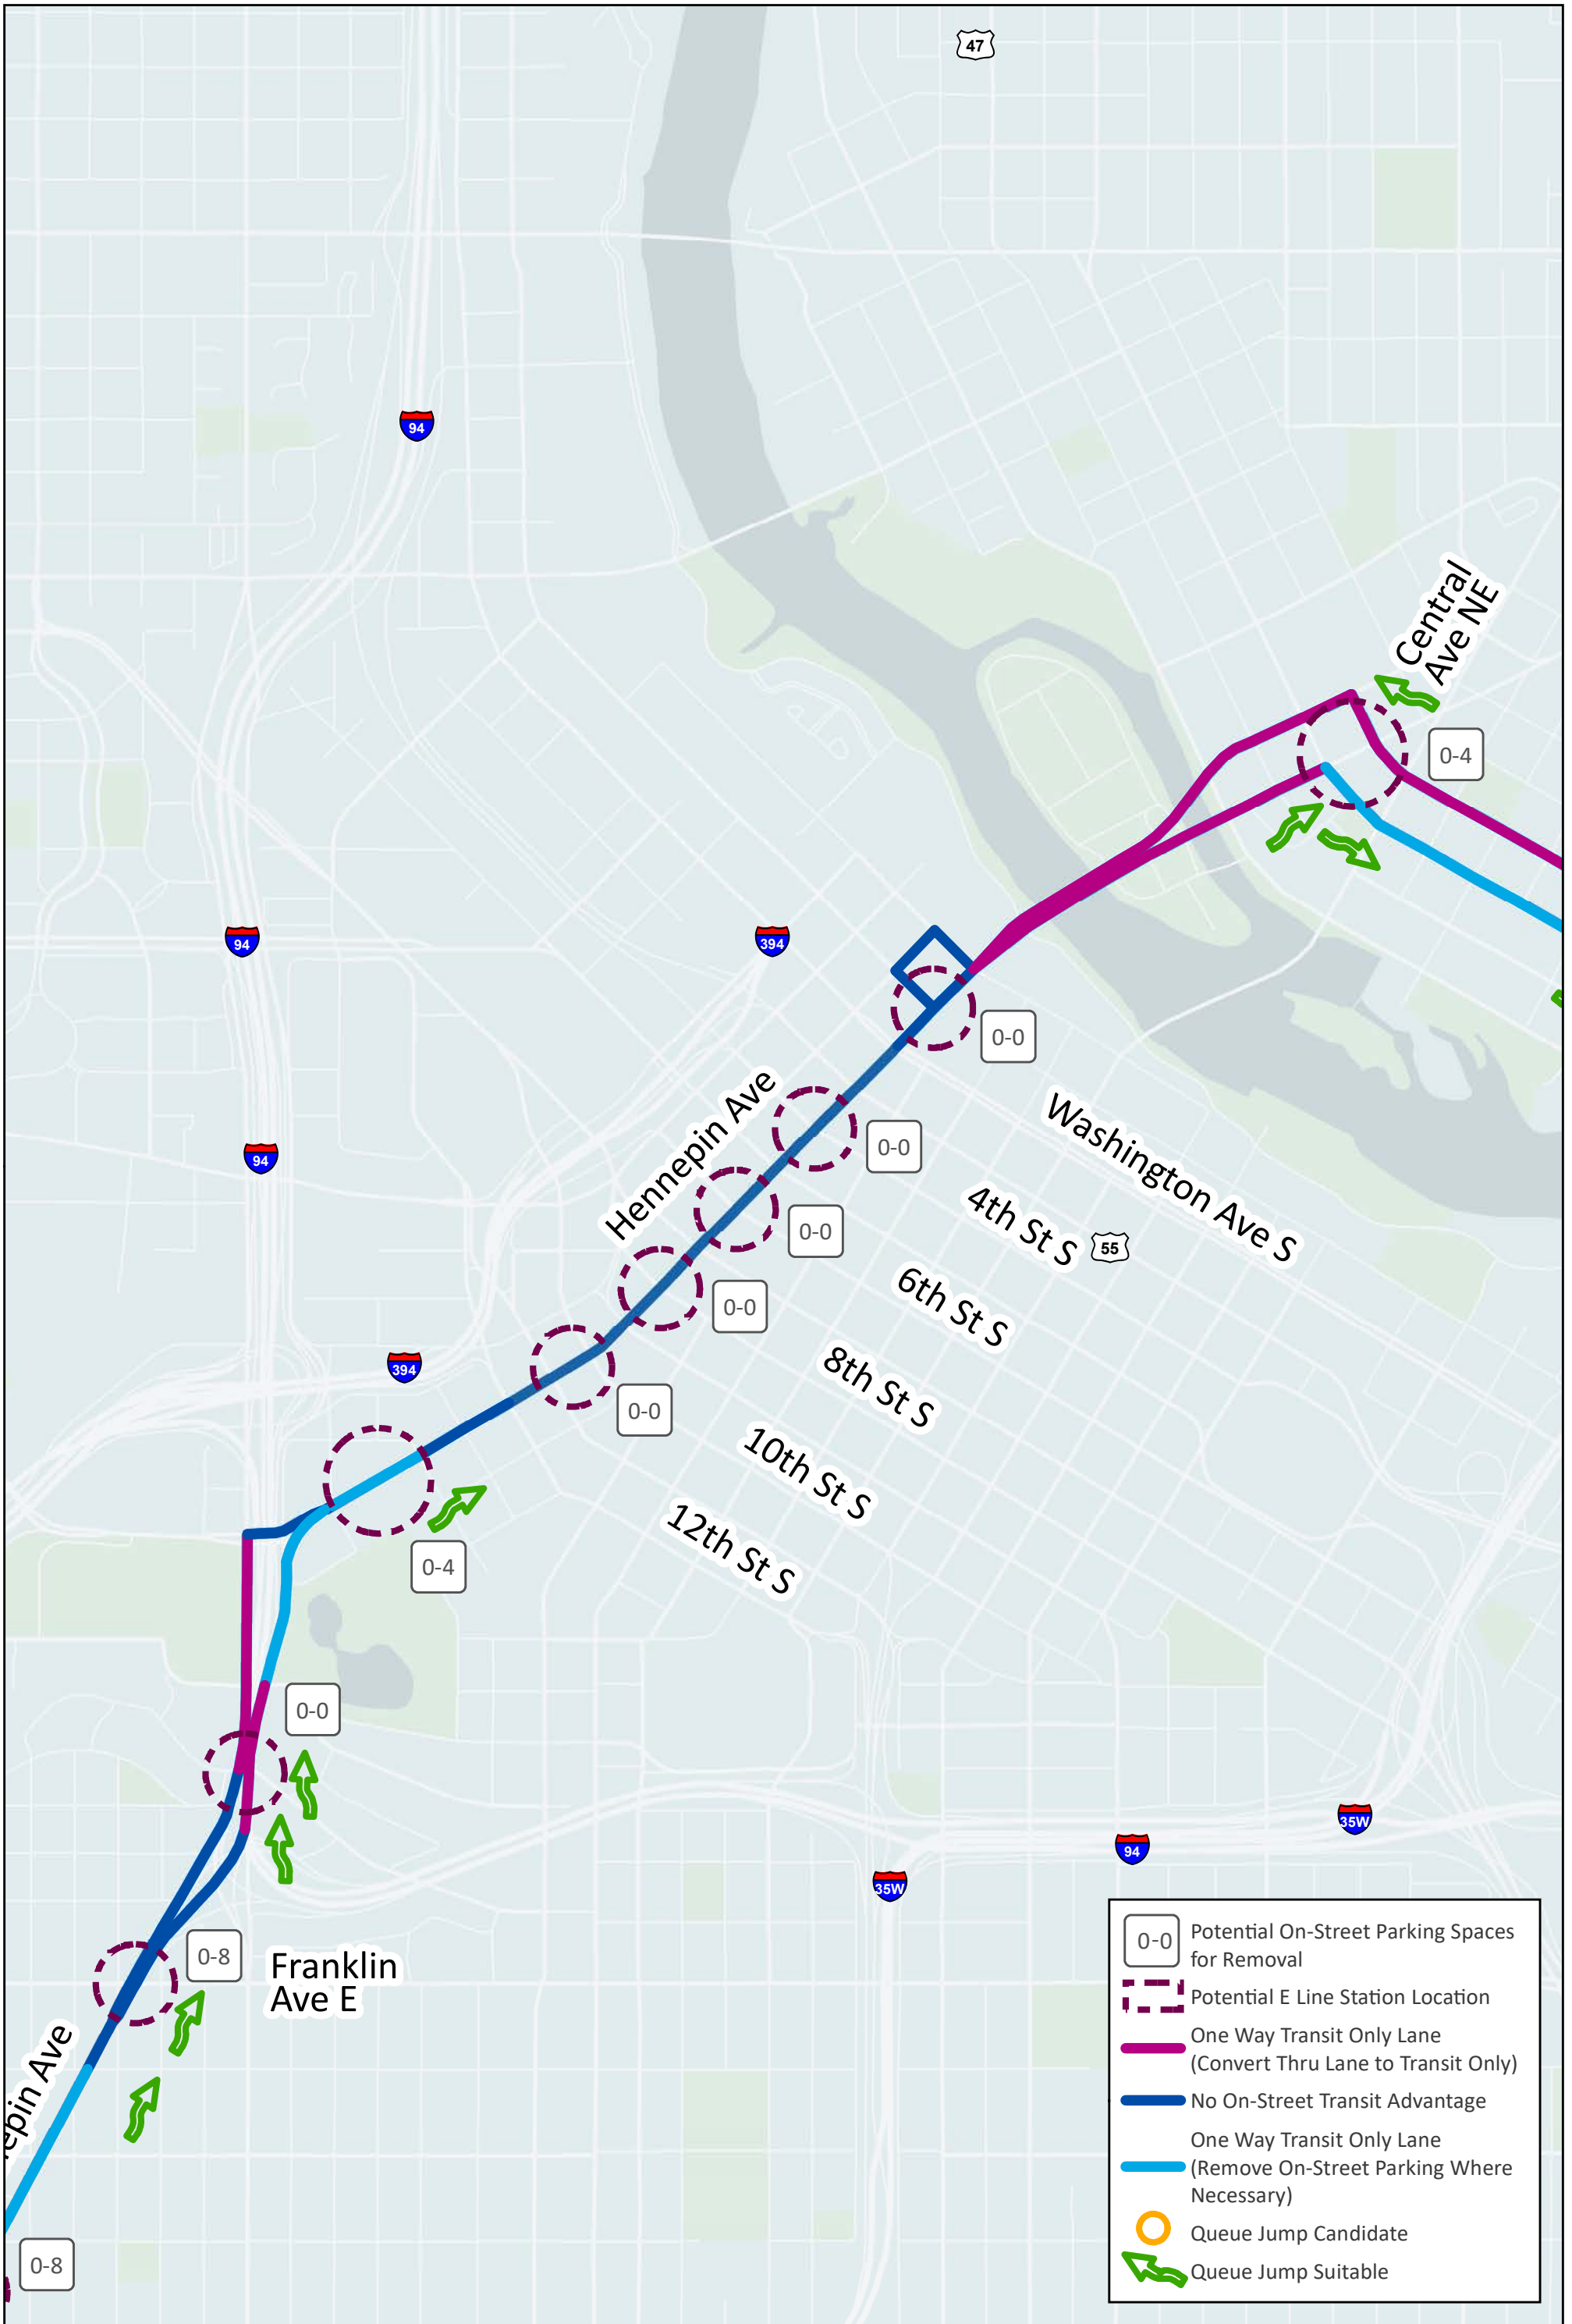 47
94
Central
Ave NE
0-4
94
394
0-0
Hennepin Ave
Washington Ave S
0-0
94
4th St S
55
0-0
6th St S
0-0
394
8th St S
0-0
10th St S
12th St S
0-4
0-0
35W
94
35W
0-8
Franklin
Ave E
epin Ave
0-8
0-0
Potential On-Street Parking Spaces
for Removal
Potential E Line Station Location
One Way Transit Only Lane
(Convert Thru Lane to Transit Only)
No On-Street Transit Advantage
One Way Transit Only Lane
(Remove On-Street Parking Where
Necessary)
Queue Jump Candidate
Queue Jump Suitable